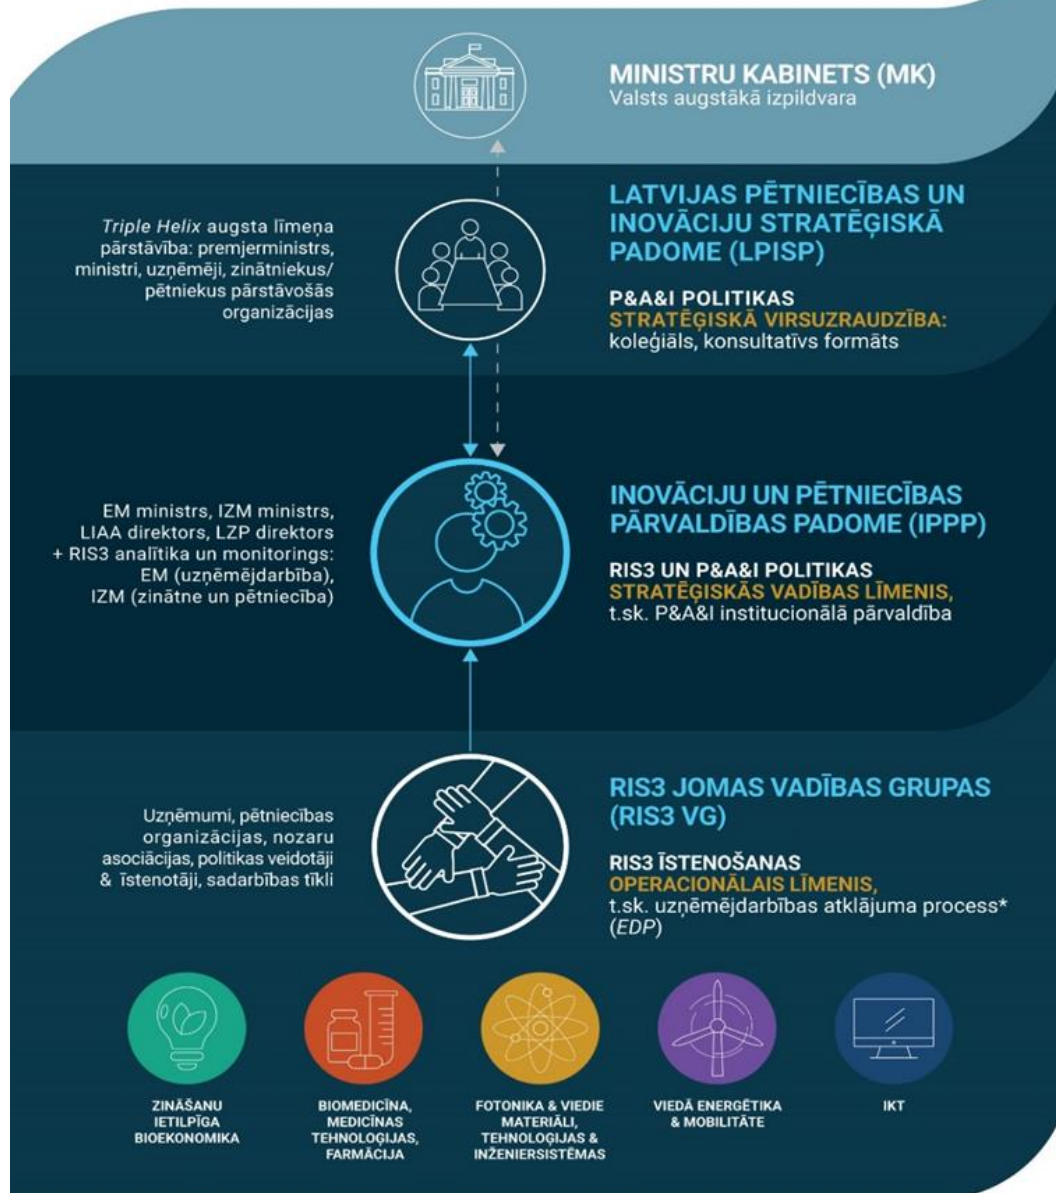 MINISTRU KABINETS (MK)
Valsts augstākā izpildvara
Triple Helix augsta līmeņa
pārstāvība: premjerministrs,
ministri, uzņēmēji, zinātniekus/
pētniekus pārstāvošās
organizācijas
LATVIJAS PĒTNIECĪBAS UN
INOVĀCIJU STRATĒĢISKĀ
PADOME (LPISP)
P&A&I POLITIKAS
STRATĒĢISKĀ VIRSUZRAUDZĪBA:
koleģiāls, konsultatīvs formāts
EM ministrs, IZM ministrs,
LIAA direktors, LZP direktors
+ RIS3 analītika un monitorings:
EM (uzņēmējdarbība),
IZM (zinātne un pētniecība)
INOVĀCIJU UN PĒTNIECĪBAS
PĀRVALDĪBAS PADOME (IPPP)
RIS3 UN P&A&I POLITIKAS
STRATĒĢISKĀS VADĪBAS LĪMENIS,
t.sk. P&A&I institucionālā pārvaldība
Uzņēmumi, pētniecības
organizācijas, nozaru
asociācijas, politikas veidotāji
& īstenotāji, sadarbības tīkli
RIS3 JOMAS VADĪBAS GRUPAS
(RIS3 VG)
RIS3 ĪSTENOŠANAS
OPERACIONĀLAIS LĪMENIS,
t.sk. uzņēmējdarbības atklājuma process*
(EDP)
ZINĀŠANU
IETILPĪGA
BIOEKONOMIKA
BIOMEDICĪNA,
MEDICĪNAS
TEHNOLOĢIJAS,
FARMĀCIJA
FOTONIKA & VIEDIE
MATERIĀLI,
TEHNOLOĢIJAS &
INŽENIERSISTĒMAS
VIEDĀ ENERĢĒTIKA
& MOBILITĀTE
IKT